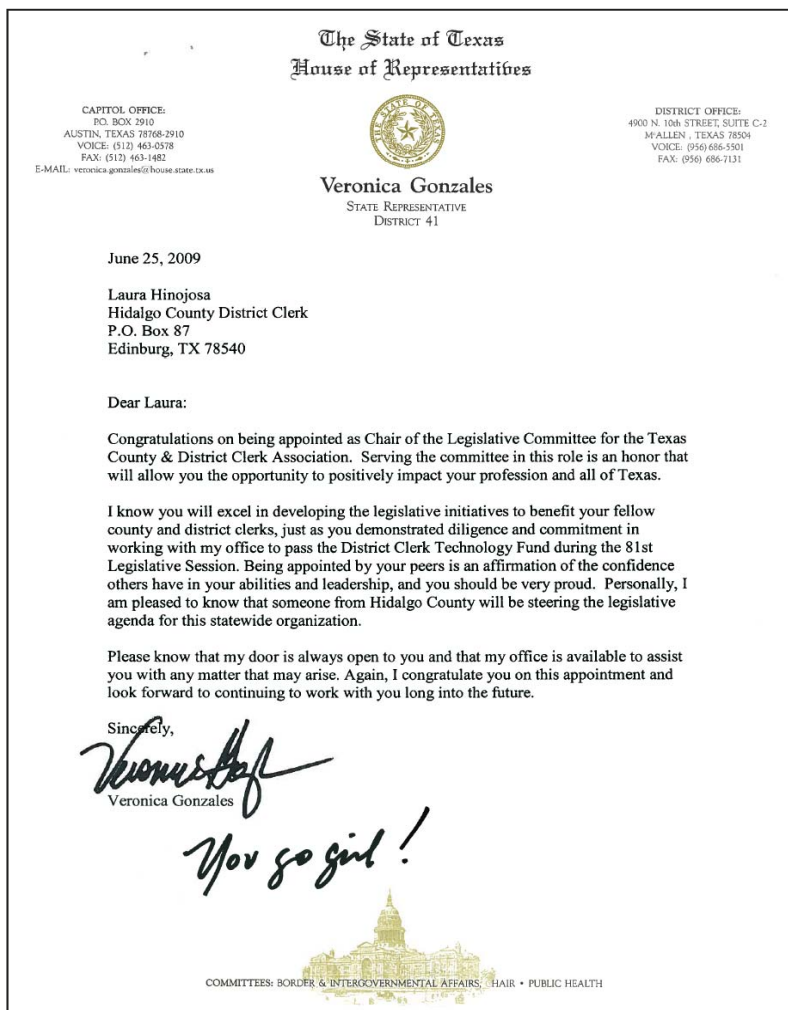 The State of Texas
House of Representatives
CAPITOL OFFICE:
P.O. BOX 2910
AUSTIN, TEXAS 78768-2910
VOICE: (512) 463-0578
FAX: (512) 463-1482
E-MAIL: veronica.gonzales@house.state.tx.us
THE STATE OF TEXAS
DISTRICT OFFICE:
4900 N. 10th STREET, SUITE C-2
McALLEN , TEXAS 78504
VOICE: (956) 686-5501
FAX: (956) 686-7131
Veronica Gonzales
STATE REPRESENTATIVE
DISTRICT 41
June 25, 2009
Laura Hinojosa
Hidalgo County District Clerk
P.O. Box 87
Edinburg, TX 78540
Dear Laura:
Congratulations on being appointed as Chair of the Legislative Committee for the Texas
County & District Clerk Association. Serving the committee in this role is an honor that
will allow you the opportunity to positively impact your profession and all of Texas.
I know you will excel in developing the legislative initiatives to benefit your fellow
county and district clerks, just as you demonstrated diligence and commitment in
working with my office to pass the District Clerk Technology Fund during the 81st
Legislative Session. Being appointed by your peers is an affirmation of the confidence
others have in your abilities and leadership, and you should be very proud. Personally, I
am pleased to know that someone from Hidalgo County will be steering the legislative
agenda for this statewide organization.
Please know that my door is always open to you and that my office is available to assist
you with any matter that may arise. Again, I congratulate you on this appointment and
look forward to continuing to work with you long into the future.
Sincerely,
Veronica Gonzales
You go girl!
COMMITTEES: BORDER & INTERGOVERNMENTAL AFFAIRS, CHAIR • PUBLIC HEALTH